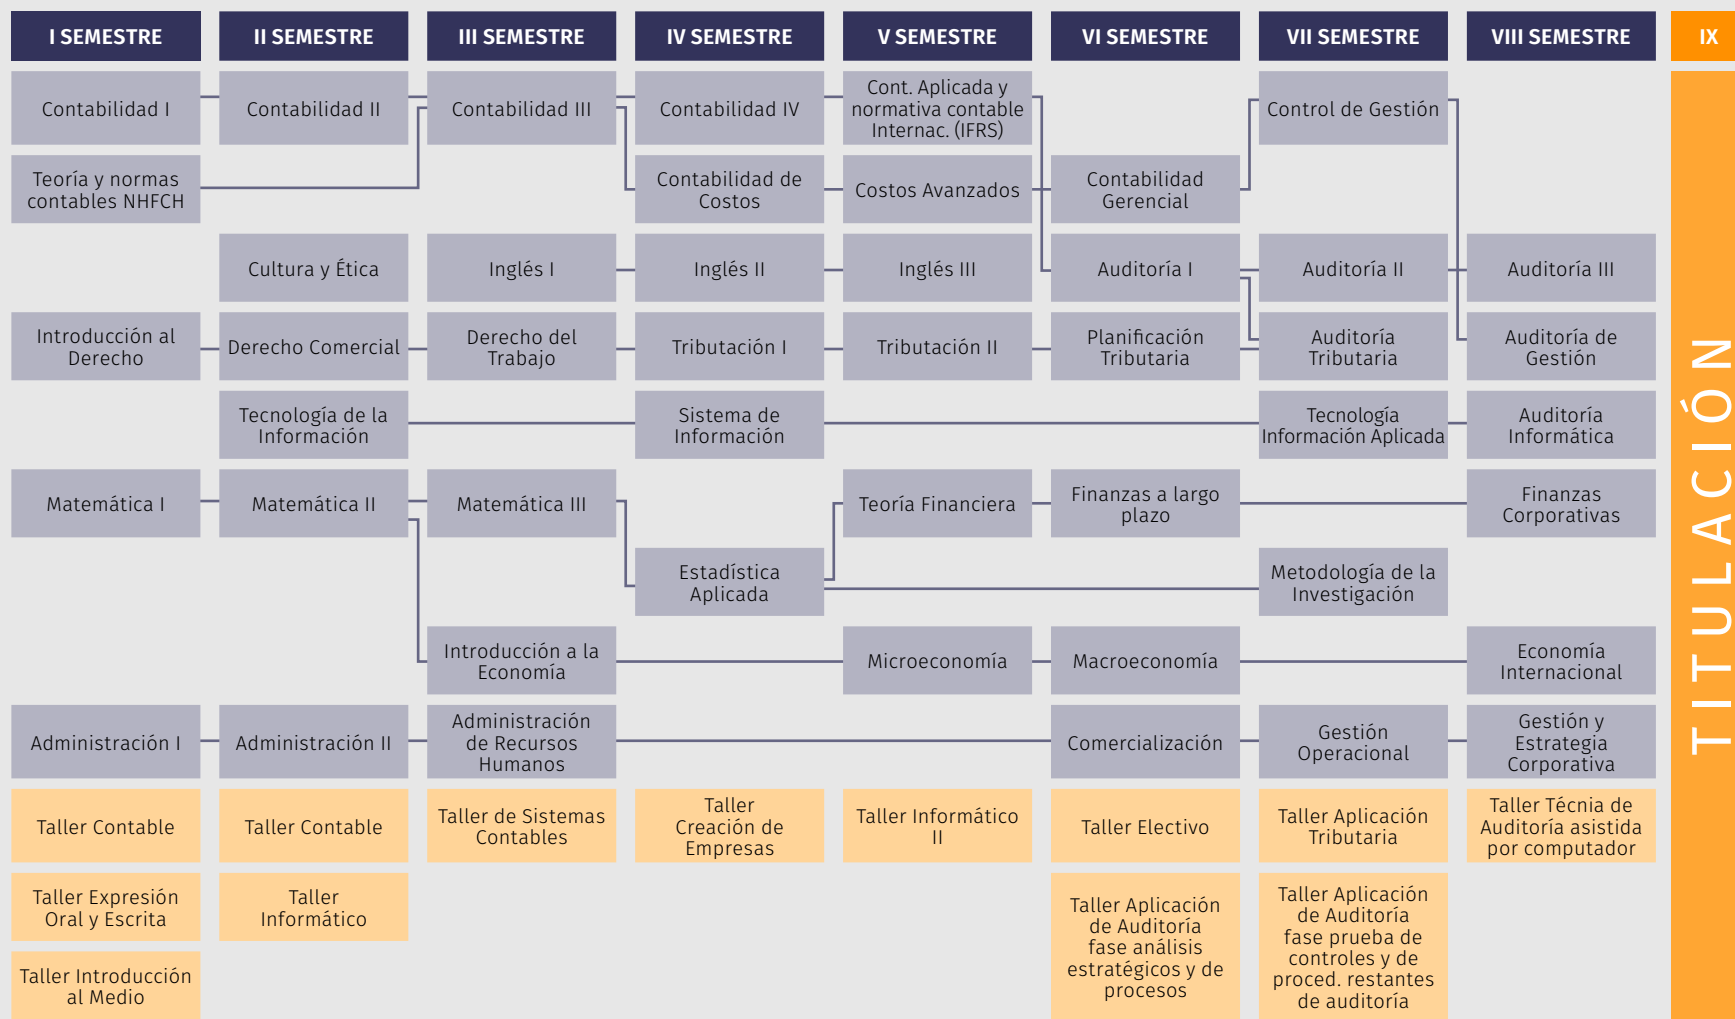 I SEMESTRE
II SEMESTRE
III SEMESTRE
IV SEMESTRE
V SEMESTRE
VI SEMESTRE
VII SEMESTRE
VIII SEMESTRE
IX
Contabilidad I
Contabilidad II
Contabilidad III
Contabilidad IV
Cont. Aplicada y
normativa contable
Internac. (IFRS)
Control de Gestión
Teoría y normas
contables NHFCH
Contabilidad de
Costos
Costos Avanzados
Contabilidad
Gerencial
Cultura y Ética
Inglés I
Inglés II
Inglés III
Auditoría I
Auditoría II
Auditoría III
Introducción al
Derecho
Derecho Comercial
Derecho del
Trabajo
Tributación I
Tributación II
Planificación
Tributaria
Auditoría
Tributaria
Auditoría de
Gestión
Tecnología de la
Información
Sistema de
Información
Tecnología
Información Aplicada
Auditoría
Informática
Matemática I
Matemática II
Matemática III
Teoría Financiera
Finanzas a largo
plazo
Finanzas
Corporativas
Estadística
Aplicada
Metodología de la
Investigación
Introducción a la
Economía
Microeconomía
Macroeconomía
Economía
Internacional
Administración I
Administración II
Administración
de Recursos
Humanos
Comercialización
Gestión
Operacional
Gestión y
Estrategia
Corporativa
Taller Contable
Taller Contable
Taller de Sistemas
Contables
Taller
Creación de
Empresas
Taller Informático
II
Taller Electivo
Taller Aplicación
Tributaria
Taller Técnia de
Auditoría asistida
por computador
Taller Expresión
Oral y Escrita
Taller
Informático
Taller Aplicación
de Auditoría
fase análisis
estratégicos y de
procesos
Taller Aplicación
de Auditoría
fase prueba de
controles y de
proced. restantes
de auditoría
Taller Introducción
al Medio
TITULACIÓN